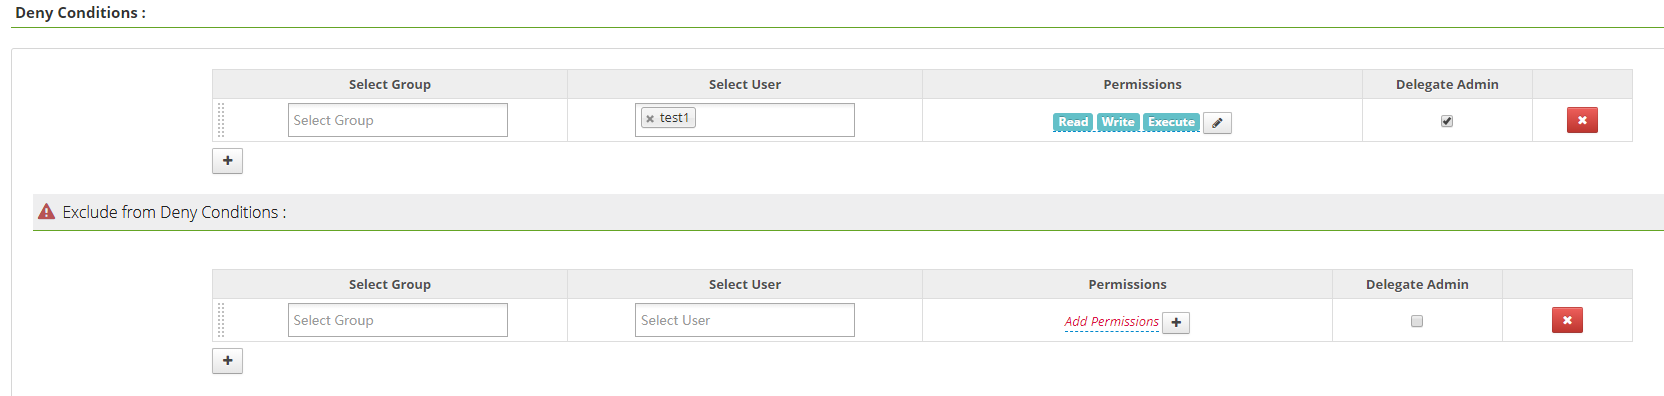 Deny Conditions :
Select Group Select User Permissions Delegate Admin
Select Group test1 Read Write Execute
Exclude from Deny Conditions :
Select Group Select User Permissions Delegate Admin
Select Group Select User Add Permissions